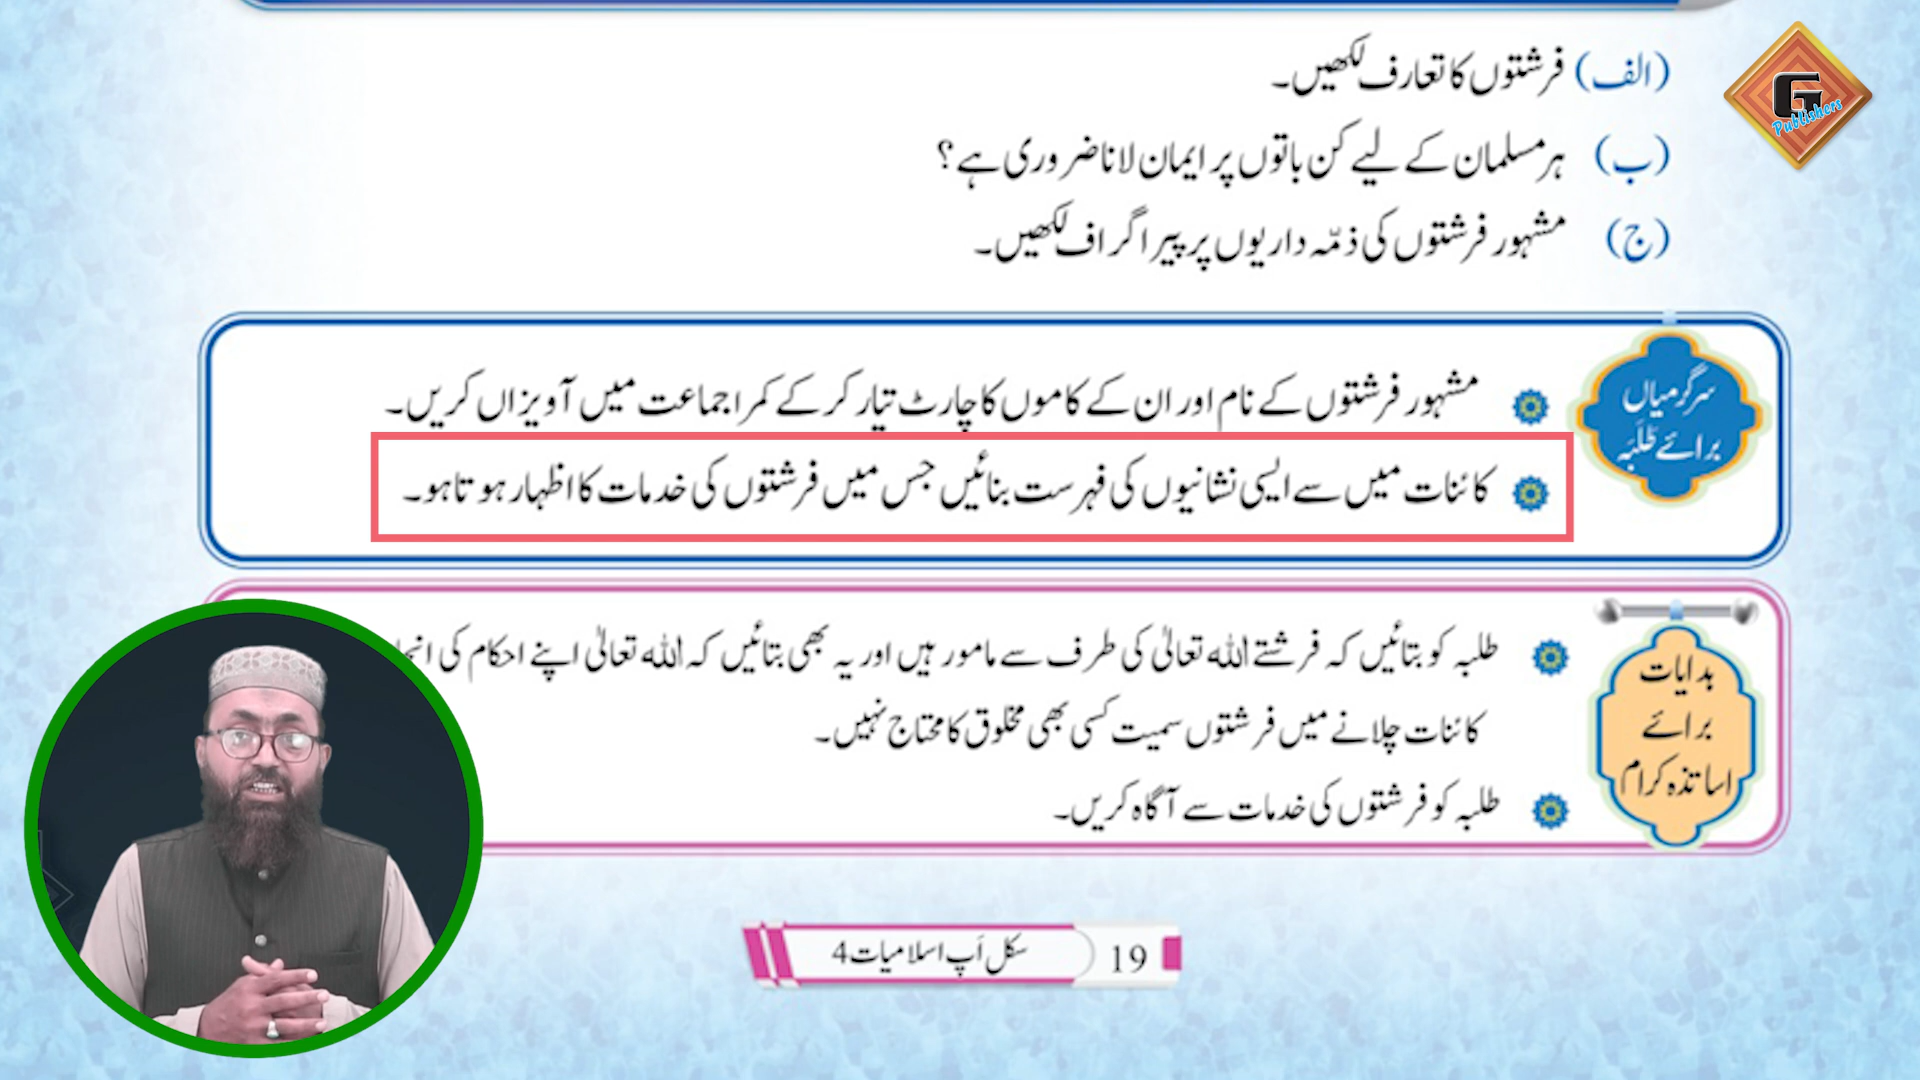 G
Publishers
(الف) فرشتوں کا تعارف لکھیں۔
(ب) ہر مسلمان کے لیے کن باتوں پر ایمان لانا ضروری ہے؟
(ج) مشہور فرشتوں کی ذمّہ داریوں پر پیراگراف لکھیں۔
سرگرمیاں
برائے طلَبہ
مشہور فرشتوں کے نام اور ان کے کاموں کا چارٹ تیار کر کے کمرا جماعت میں آویزاں کریں۔
کائنات میں سے ایسی نشانیوں کی فہرست بنائیں جس میں فرشتوں کی خدمات کا اظہار ہوتا ہو۔
ہدایات
برائے
اساتذہ کرام
طلبہ کو بتائیں کہ فرشتے اللہ تعالیٰ کی طرف سے مامور ہیں اور یہ بھی بتائیں کہ اللہ تعالیٰ اپنے احکام کی
کائنات چلانے میں فرشتوں سمیت کسی بھی مخلوق کا محتاج نہیں۔
طلبہ کو فرشتوں کی خدمات سے آگاہ کریں۔
19 سکل اَپ اسلامیات 4